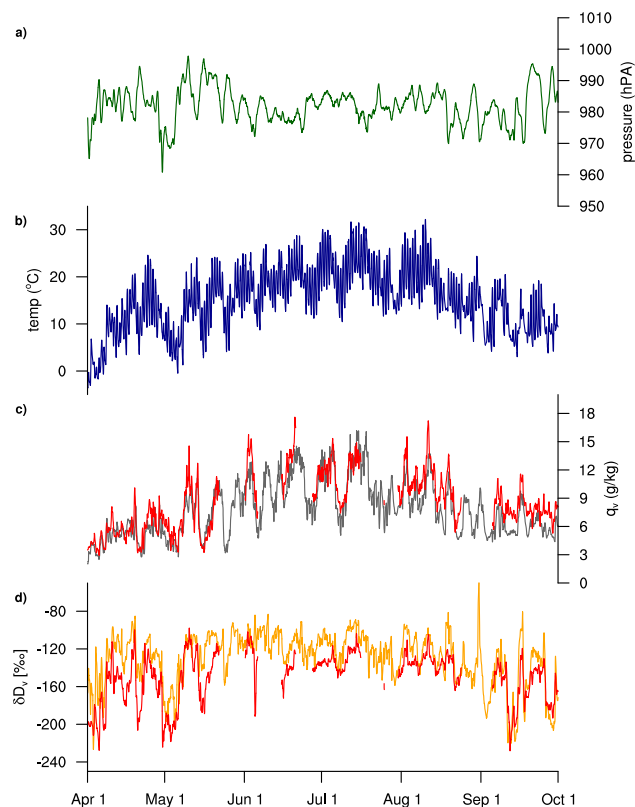 a)
1010
1000
990
980
970
960
950
pressure (hPA)
b)
30
20
10
0
temp (°C)
c)
18
15
12
9
6
3
0
qᵥ (g/kg)
d)
-80
-120
-160
-200
-240
δDᵥ [‰]
Apr 1 May 1 Jun 1 Jul 1 Aug 1 Sep 1 Oct 1